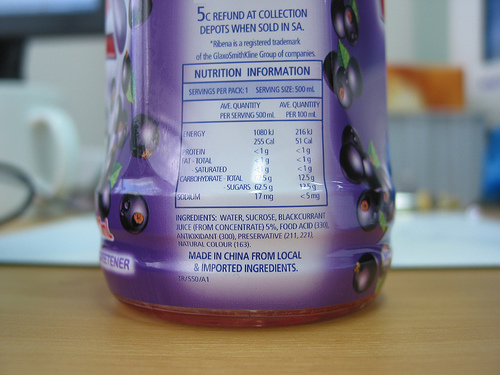 5c REFUND AT COLLECTION
DEPOTS WHEN SOLD IN SA.
*Ribena is a registered trademark
of the GlaxoSmithKline Group of companies.
NUTRITION INFORMATION
SERVINGS PER PACK: 1 SERVING SIZE: 500 mL
AVE. QUANTITY AVE. QUANTITY
PER SERVING 500 mL PER 100 mL
ENERGY 1080 kJ 216 kJ
255 Cal 51 Cal
PROTEIN <1 g <1 g
FAT - TOTAL <1 g <1 g
- SATURATED <1 g <1 g
CARBOHYDRATE - TOTAL 12.5 g
- SUGARS 62.5 g 12.5 g
SODIUM 17 mg <5 mg
INGREDIENTS: WATER, SUCROSE, BLACKCURRANT
JUICE (FROM CONCENTRATE) 5%, FOOD ACID (330),
ANTIOXIDANT (300), PRESERVATIVE (211, 221),
NATURAL COLOUR (163).
MADE IN CHINA FROM LOCAL
& IMPORTED INGREDIENTS.
EETENER